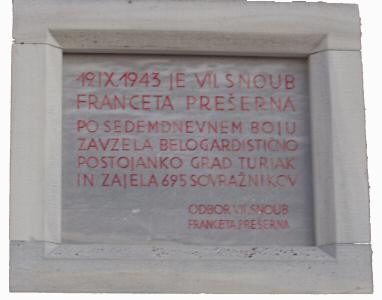 19.IX.1943 JE VII. SNOUB
FRANCETA PREŠERNA
PO SEDEMDNEVNEM BOJU
ZAVZELA BELOGARDISTIČNO
POSTOJANKO GRAD TURJAK
IN ZAJELA 695 SOVRAŽNIKOV
ODBOR VII. SNOUB
FRANCETA PREŠERNA